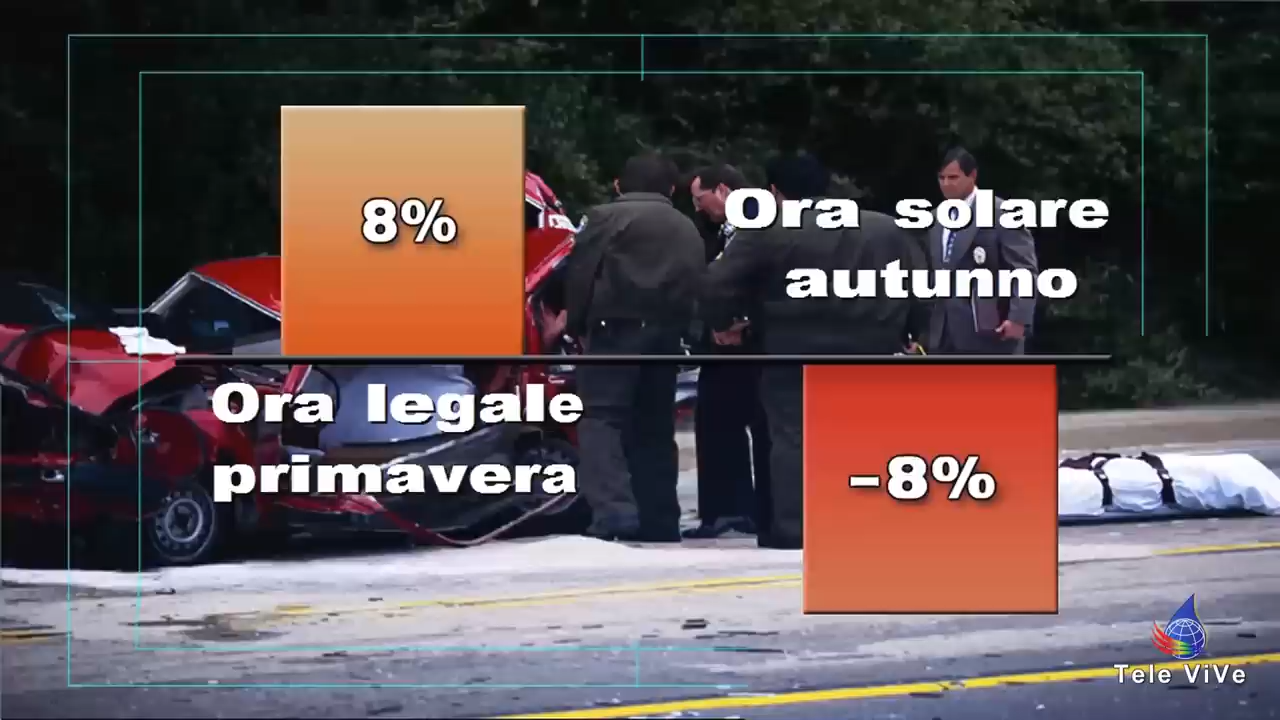 8%
Ora solare
autunno
Ora legale
primavera
–8%
Tele ViVe